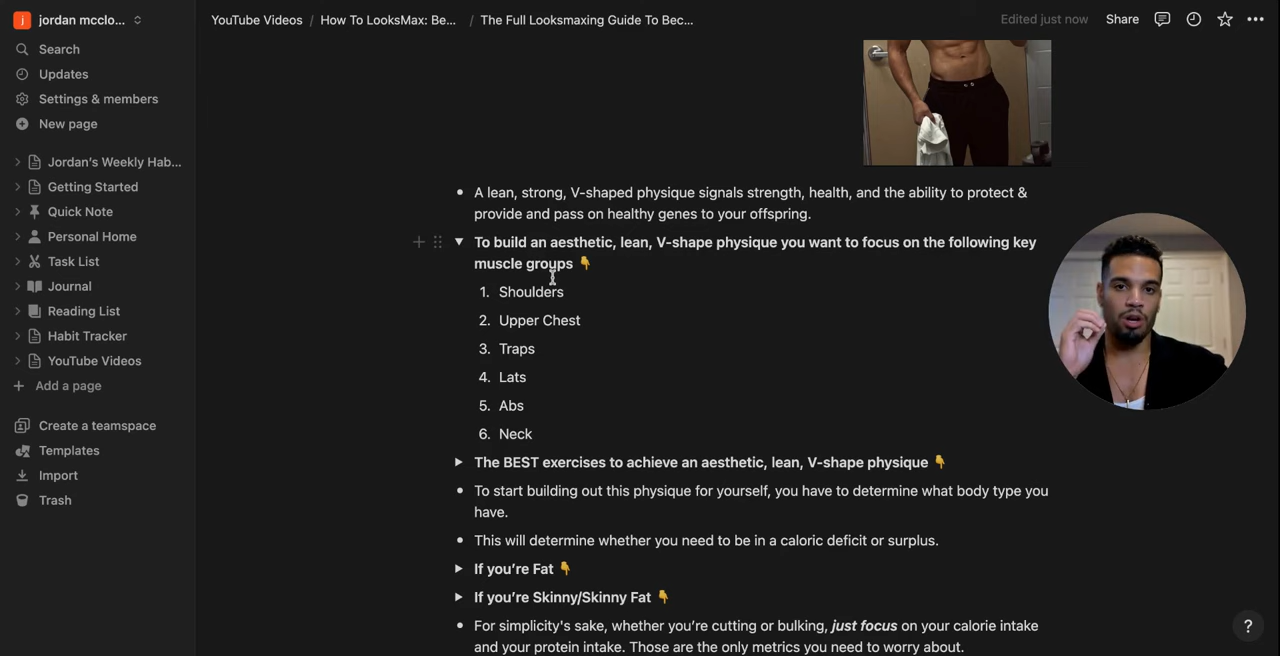 jordan mcclo...
Search
Updates
Settings & members
New page
Jordan's Weekly Hab...
Getting Started
Quick Note
Personal Home
Task List
Journal
Reading List
Habit Tracker
YouTube Videos
Add a page
Create a teamspace
Templates
Import
Trash
YouTube Videos / How To LooksMax: Be... / The Full Looksmaxing Guide To Bec...
Edited just now Share
• A lean, strong, V-shaped physique signals strength, health, and the ability to protect &
provide and pass on healthy genes to your offspring.
To build an aesthetic, lean, V-shape physique you want to focus on the following key
muscle groups 👇
1. Shoulders
2. Upper Chest
3. Traps
4. Lats
5. Abs
6. Neck
The BEST exercises to achieve an aesthetic, lean, V-shape physique 👇
• To start building out this physique for yourself, you have to determine what body type you
have.
• This will determine whether you need to be in a caloric deficit or surplus.
If you're Fat 👇
If you're Skinny/Skinny Fat 👇
• For simplicity's sake, whether you're cutting or bulking, just focus on your calorie intake
and your protein intake. Those are the only metrics you need to worry about.
?